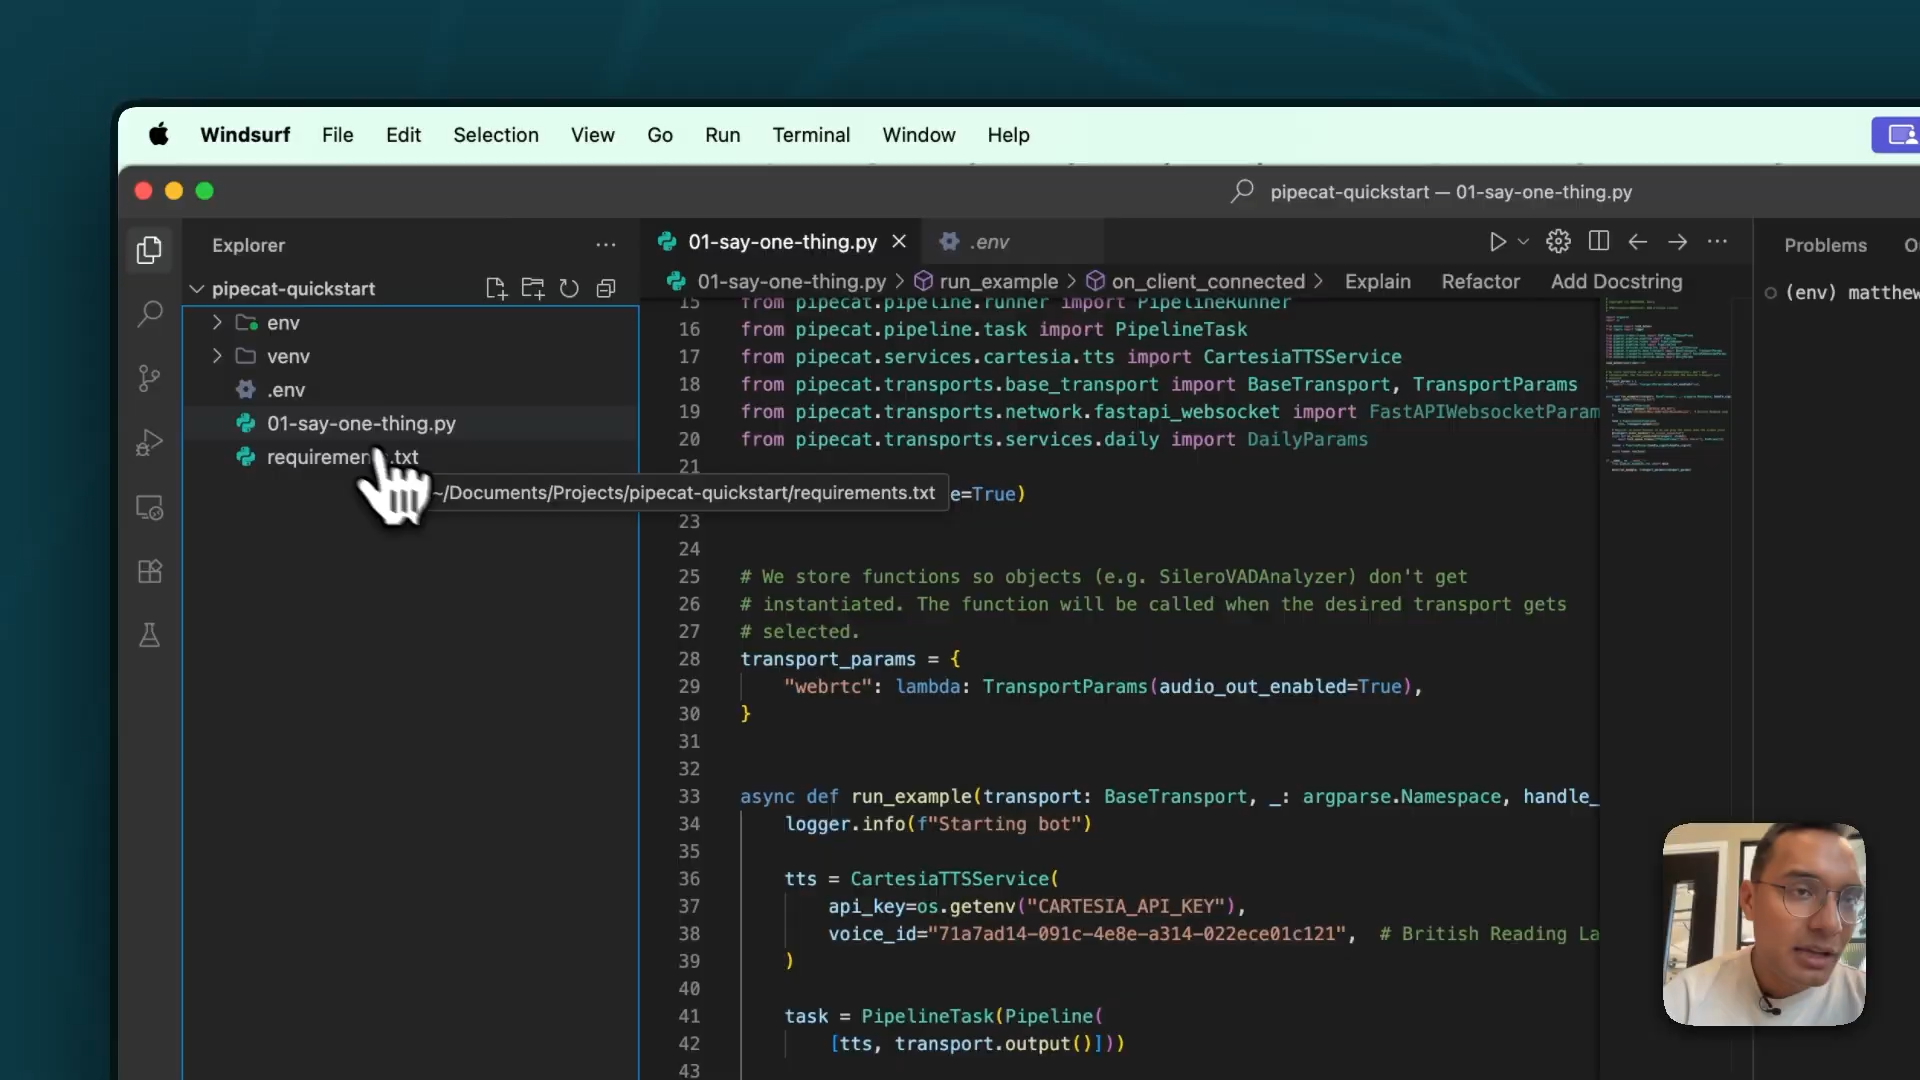 Windsurf File Edit Selection View Go Run Terminal Window Help
pipecat-quickstart — 01-say-one-thing.py
Explorer
pipecat-quickstart
env
venv
.env
01-say-one-thing.py
~/Documents/Projects/pipecat-quickstart/requirements.txt
01-say-one-thing.py
.env
01-say-one-thing.py > run_example > on_client_connected > Explain Refactor Add Docstring
15 from pipecat.pipeline.runner import PipelineRunner
16 from pipecat.pipeline.task import PipelineTask
17 from pipecat.services.cartesia.tts import CartesiaTTSService
18 from pipecat.transports.base_transport import BaseTransport, TransportParams
19 from pipecat.transports.network.fastapi_websocket import FastAPIWebsocketParam
20 from pipecat.transports.services.daily import DailyParams
21
e=True)
23
24
25 # We store functions so objects (e.g. SileroVADAnalyzer) don't get
26 # instantiated. The function will be called when the desired transport gets
27 # selected.
28 transport_params = {
29 "webrtc": lambda: TransportParams(audio_out_enabled=True),
30 }
31
32
33 async def run_example(transport: BaseTransport, _: argparse.Namespace, handle_
34 logger.info(f"Starting bot")
35
36 tts = CartesiaTTSService(
37 api_key=os.getenv("CARTESIA_API_KEY"),
38 voice_id="71a7ad14-091c-4e8e-a314-022ece01c121", # British Reading La
39 )
40
41 task = PipelineTask(Pipeline(
42 [tts, transport.output()]))
43
Problems
(env) matthew